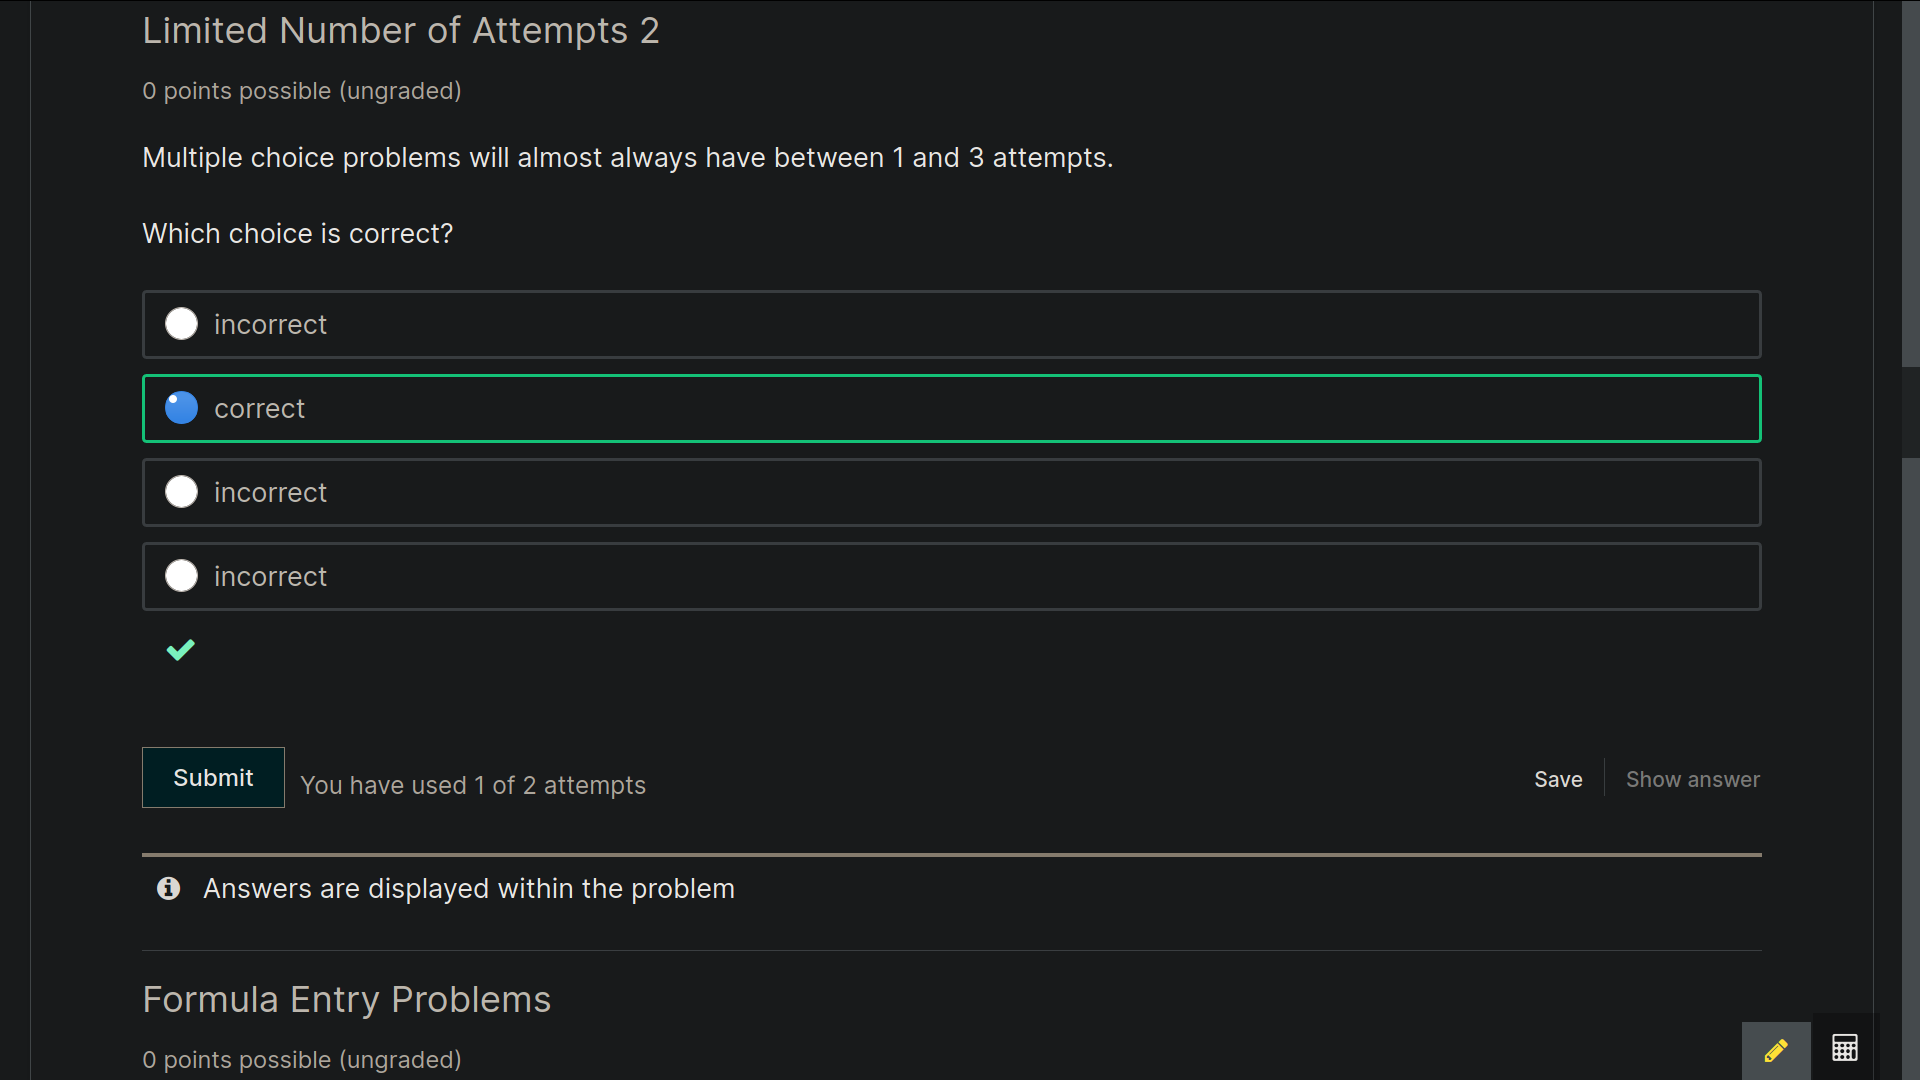 Limited Number of Attempts 2
0 points possible (ungraded)
Multiple choice problems will almost always have between 1 and 3 attempts.
Which choice is correct?
incorrect
correct
incorrect
incorrect
Submit
You have used 1 of 2 attempts
Save
Show answer
Answers are displayed within the problem
Formula Entry Problems
0 points possible (ungraded)